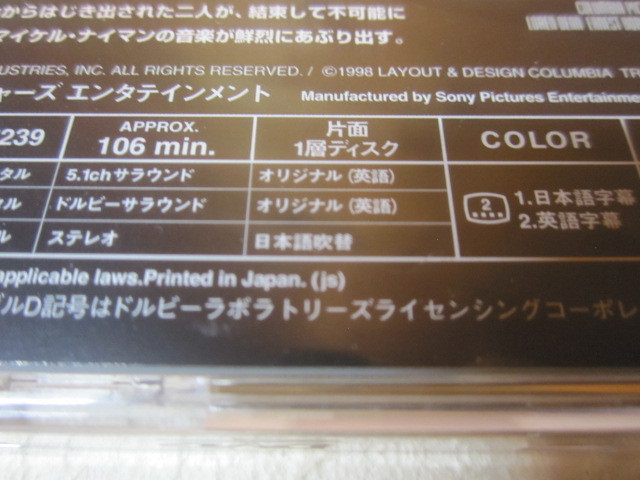 からはじき出された二人が、結束して不可能に
マイケル・ナイマンの音楽が鮮烈にあぶり出す。
DUSTRIES, INC. ALL RIGHTS RESERVED. / ©1998 LAYOUT & DESIGN COLUMBIA TR
ャーズ エンタテインメント Manufactured by Sony Pictures Entertainme
239 APPROX. 106 min. 片面 1層ディスク COLOR
タル 5.1chサラウンド オリジナル(英語)
ル ドルビーサラウンド オリジナル(英語)
ル ステレオ 日本語吹替
2 1.日本語字幕
2.英語字幕
applicable laws.Printed in Japan. (js)
ブルD記号はドルビーラボラトリーズライセンシングコーポレ